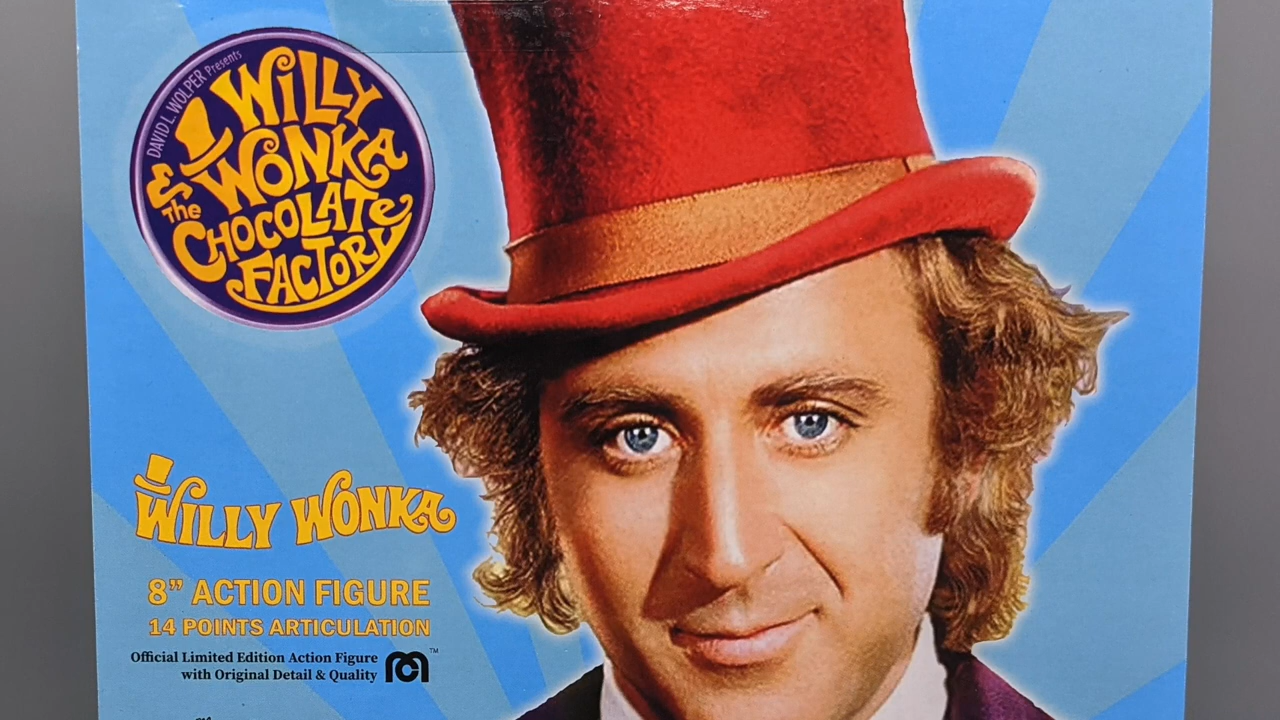 DAVID L. WOLPER Presents
WILLY
WONKA
& The
CHOCOLATE
FACTORY
WILLY WONKA
8” ACTION FIGURE
14 POINTS ARTICULATION
Official Limited Edition Action Figure
with Original Detail & Quality
TM